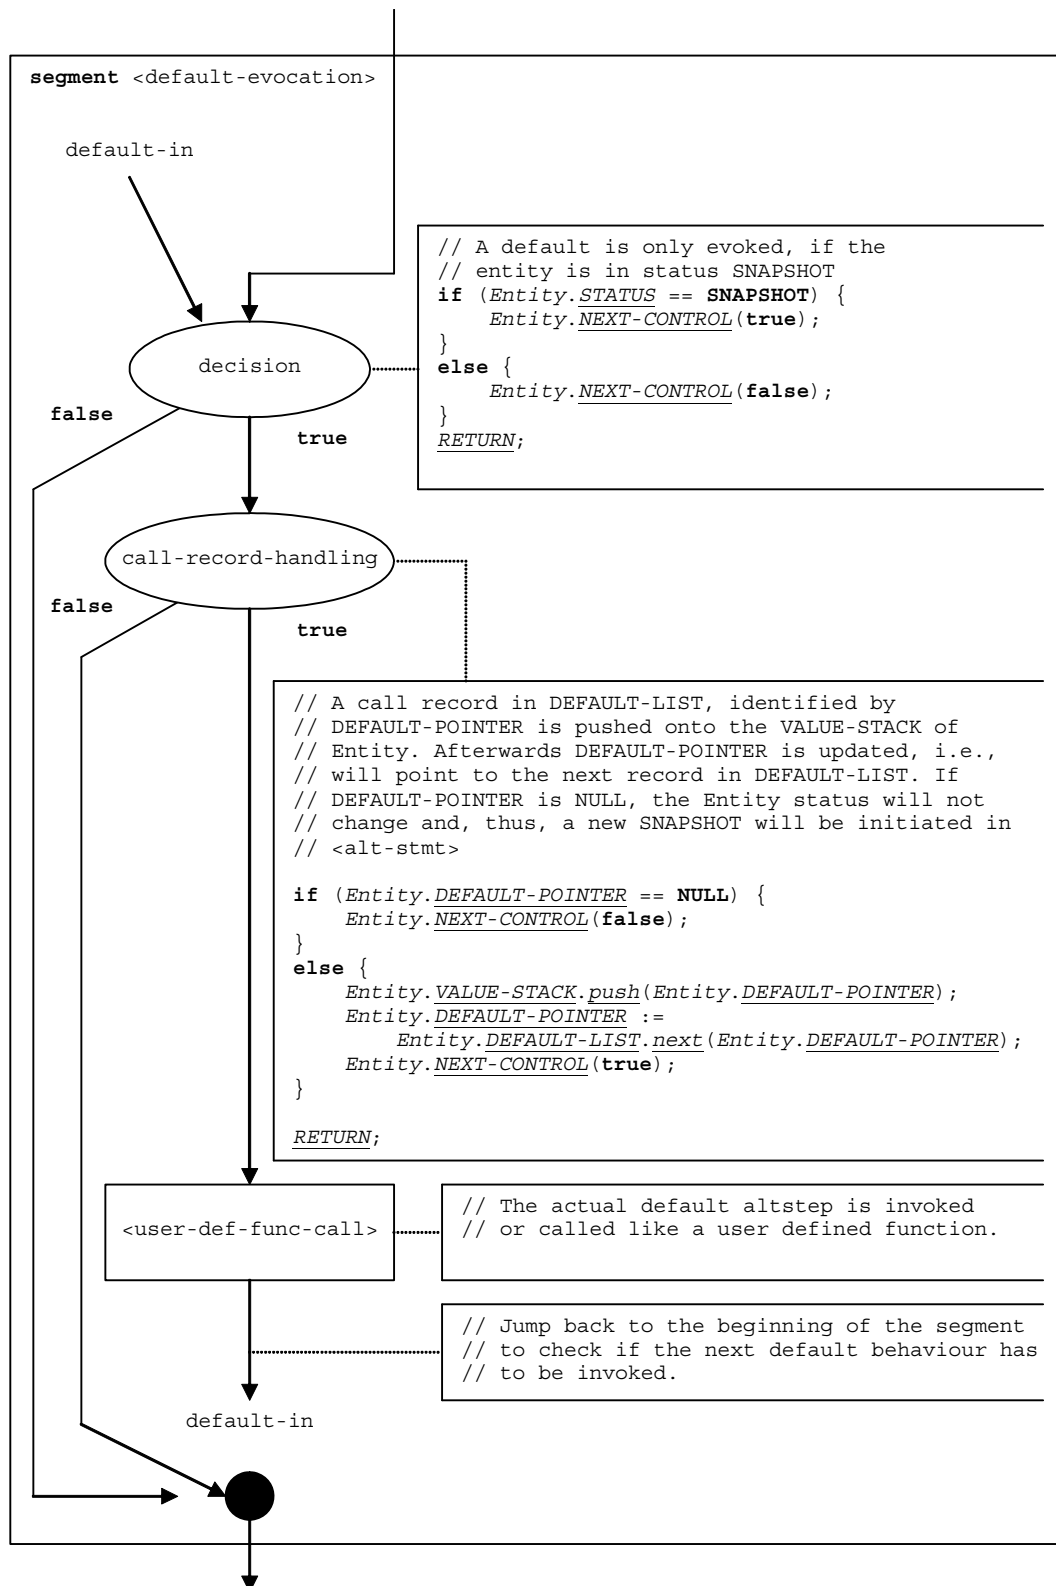 segment <default-evocation>
default-in
// A default is only evoked, if the
// entity is in status SNAPSHOT
if (Entity.STATUS == SNAPSHOT) {
Entity.NEXT-CONTROL(true);
}
else {
Entity.NEXT-CONTROL(false);
}
RETURN;
decision
false
true
call-record-handling
false
true
// A call record in DEFAULT-LIST, identified by
// DEFAULT-POINTER is pushed onto the VALUE-STACK of
// Entity. Afterwards DEFAULT-POINTER is updated, i.e.,
// will point to the next record in DEFAULT-LIST. If
// DEFAULT-POINTER is NULL, the Entity status will not
// change and, thus, a new SNAPSHOT will be initiated in
// <alt-stmt>
if (Entity.DEFAULT-POINTER == NULL) {
Entity.NEXT-CONTROL(false);
}
else {
Entity.VALUE-STACK.push(Entity.DEFAULT-POINTER);
Entity.DEFAULT-POINTER :=
Entity.DEFAULT-LIST.next(Entity.DEFAULT-POINTER);
Entity.NEXT-CONTROL(true);
}
RETURN;
<user-def-func-call>
// The actual default altstep is invoked
// or called like a user defined function.
// Jump back to the beginning of the segment
// to check if the next default behaviour has
// to be invoked.
default-in